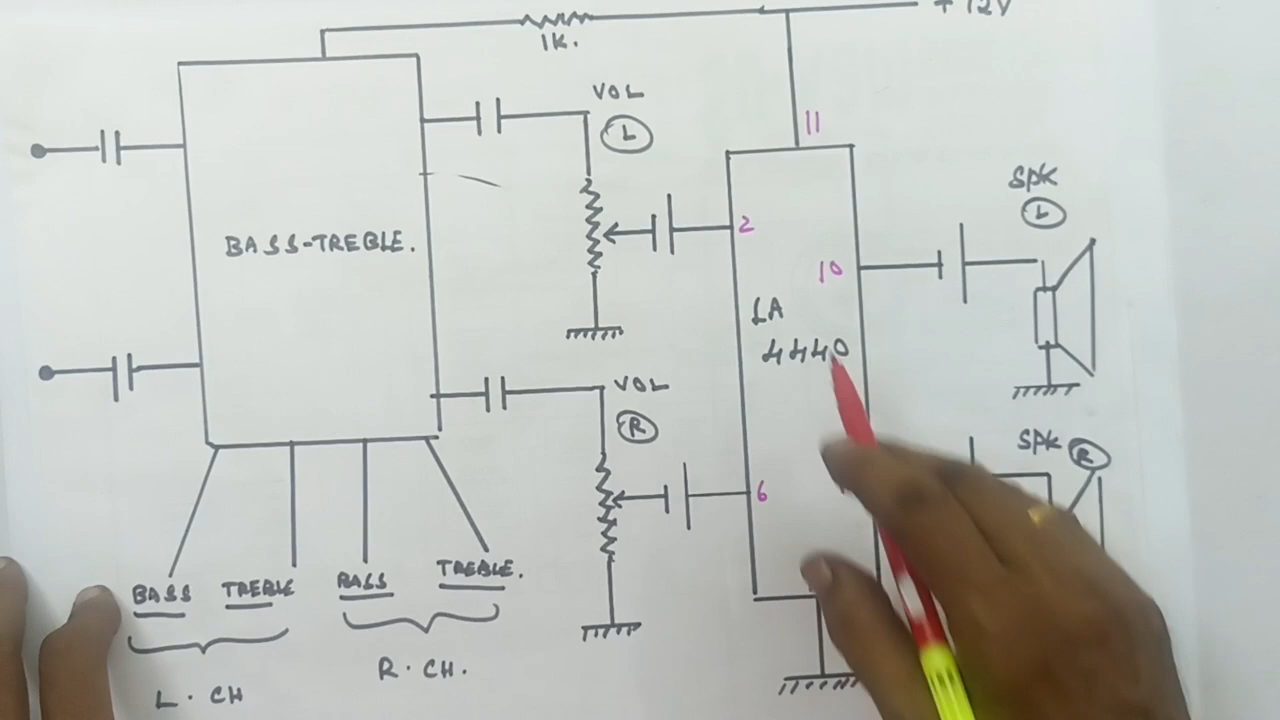 + 12V
1K.
VOL
L
11
SPK
L
2
BASS-TREBLE.
10
LA
4440
VOL
R
SPK
R
6
BASS TREBLE BASS TREBLE.
L. CH
R. CH.